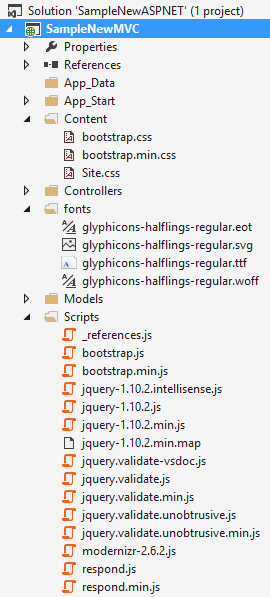 Solution 'SampleNewASPNET' (1 project)
SampleNewMVC
Properties
References
App_Data
App_Start
Content
bootstrap.css
bootstrap.min.css
Site.css
Controllers
fonts
glyphicons-halflings-regular.eot
glyphicons-halflings-regular.svg
glyphicons-halflings-regular.ttf
glyphicons-halflings-regular.woff
Models
Scripts
_references.js
bootstrap.js
bootstrap.min.js
jquery-1.10.2.intellisense.js
jquery-1.10.2.js
jquery-1.10.2.min.js
jquery-1.10.2.min.map
jquery.validate-vsdoc.js
jquery.validate.js
jquery.validate.min.js
jquery.validate.unobtrusive.js
jquery.validate.unobtrusive.min.js
modernizr-2.6.2.js
respond.js
respond.min.js